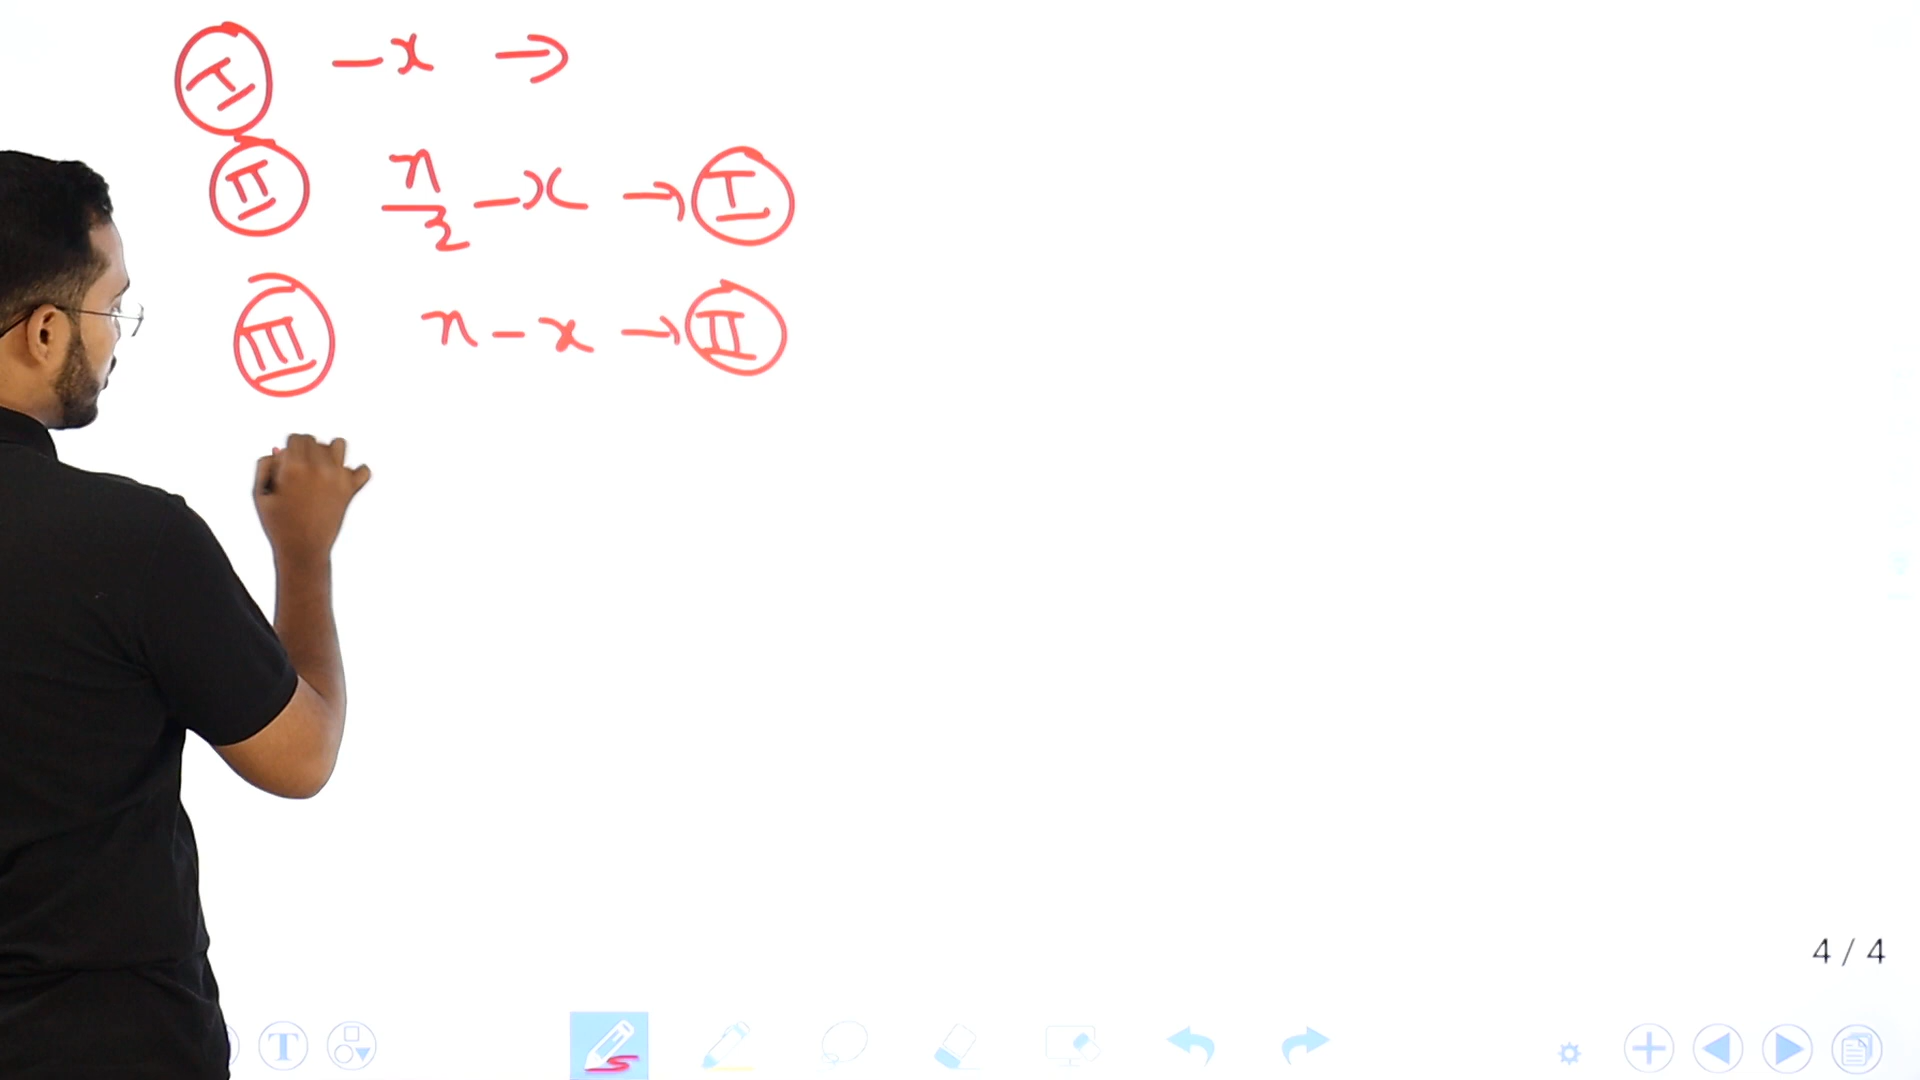 I -x →
II π/2 - x → I
III π - x → II
4 / 4
T